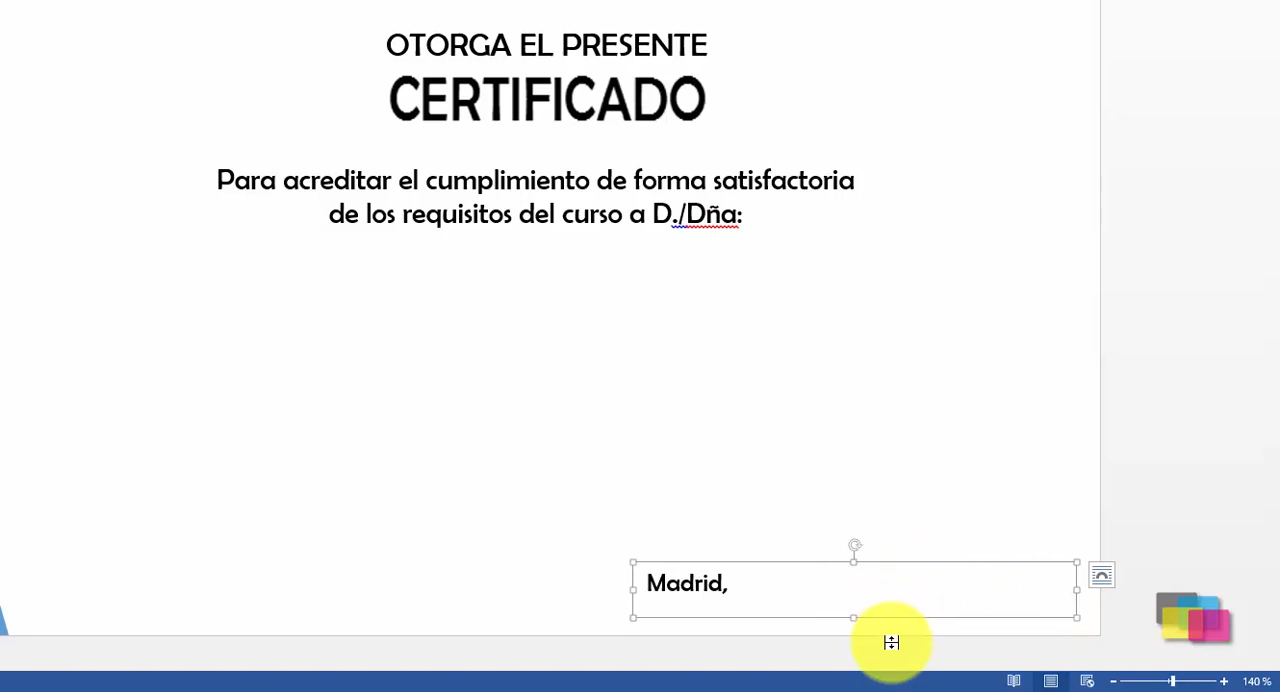 OTORGA EL PRESENTE
CERTIFICADO
Para acreditar el cumplimiento de forma satisfactoria
de los requisitos del curso a D./Dña:
Madrid,
140 %